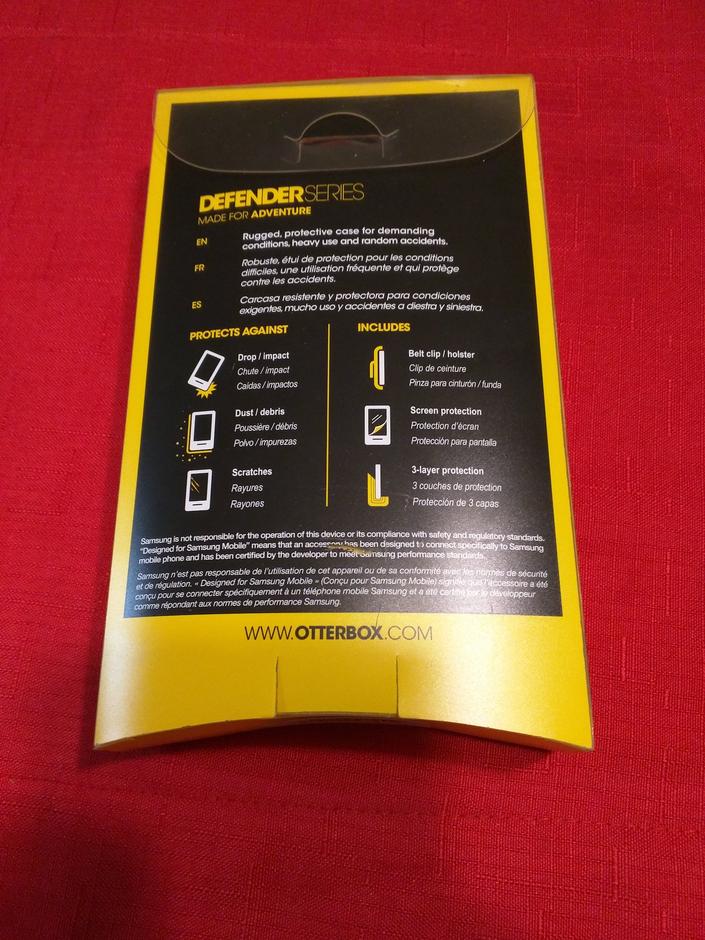 DEFENDERSERIES
MADE FOR ADVENTURE
EN
Rugged, protective case for demanding
conditions, heavy use and random accidents.
FR
Robuste, étui de protection pour les conditions
difficiles, une utilisation fréquente et qui protège
contre les accidents.
ES
Carcasa resistente y protectora para condiciones
exigentes, mucho uso y accidentes a diestra y siniestra.
PROTECTS AGAINST
Drop / impact
Chute / impact
Caídas / impactos
Dust / debris
Poussière / débris
Polvo / impurezas
Scratches
Rayures
Rayones
INCLUDES
Belt clip / holster
Clip de ceinture
Pinza para cinturón / funda
Screen protection
Protection d'écran
Protección para pantalla
3-layer protection
3 couches de protection
Protección de 3 capas
Samsung is not responsible for the operation of this device or its compliance with safety and regulatory standards.
"Designed for Samsung Mobile" means that an accessory has been designed to connect specifically to Samsung
mobile phone and has been certified by the developer to meet Samsung performance standards.
Samsung n'est pas responsable de l'utilisation de cet appareil ou de sa conformité avec les normes de sécurité
et de régulation. « Designed for Samsung Mobile » (Conçu pour Samsung Mobile) signifie que l'accessoire a été
conçu pour se connecter spécifiquement à un téléphone mobile Samsung et a été certifié par le développeur
comme répondant aux normes de performance Samsung.
WWW.OTTERBOX.COM